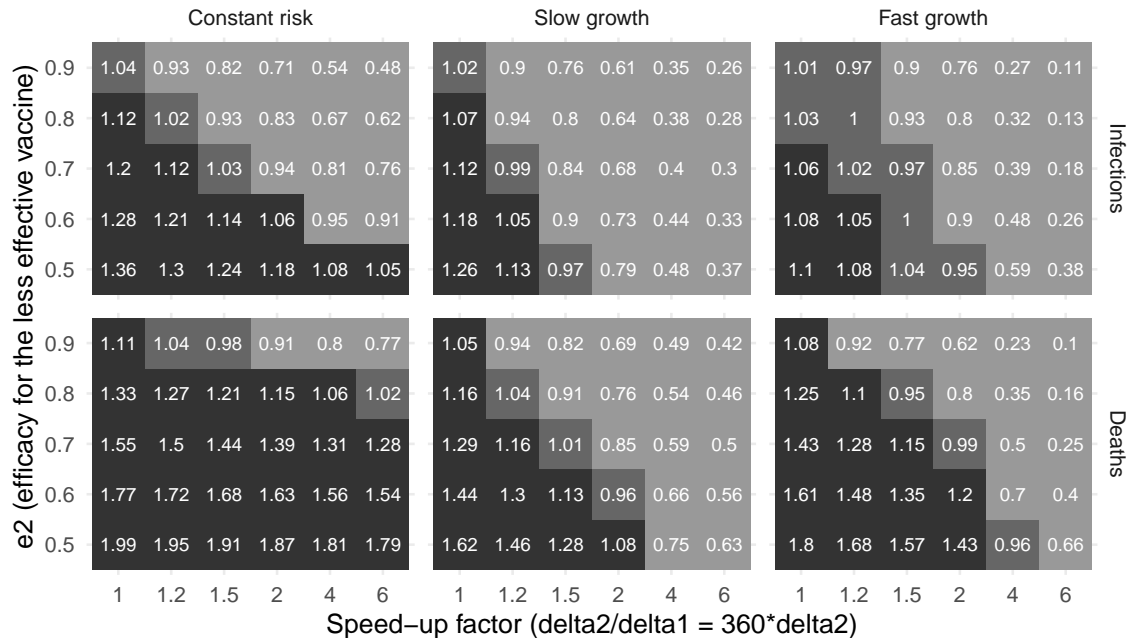 Constant risk Slow growth Fast growth
e2 (efficacy for the less effective vaccine)
0.9 1.04 0.93 0.82 0.71 0.54 0.48 1.02 0.9 0.76 0.61 0.35 0.26 1.01 0.97 0.9 0.76 0.27 0.11
0.8 1.12 1.02 0.93 0.83 0.67 0.62 1.07 0.94 0.8 0.64 0.38 0.28 1.03 1 0.93 0.8 0.32 0.13
0.7 1.2 1.12 1.03 0.94 0.81 0.76 1.12 0.99 0.84 0.68 0.4 0.3 1.06 1.02 0.97 0.85 0.39 0.18
0.6 1.28 1.21 1.14 1.06 0.95 0.91 1.18 1.05 0.9 0.73 0.44 0.33 1.08 1.05 1 0.9 0.48 0.26
0.5 1.36 1.3 1.24 1.18 1.08 1.05 1.26 1.13 0.97 0.79 0.48 0.37 1.1 1.08 1.04 0.95 0.59 0.38
Infections
0.9 1.11 1.04 0.98 0.91 0.8 0.77 1.05 0.94 0.82 0.69 0.49 0.42 1.08 0.92 0.77 0.62 0.23 0.1
0.8 1.33 1.27 1.21 1.15 1.06 1.02 1.16 1.04 0.91 0.76 0.54 0.46 1.25 1.1 0.95 0.8 0.35 0.16
0.7 1.55 1.5 1.44 1.39 1.31 1.28 1.29 1.16 1.01 0.85 0.59 0.5 1.43 1.28 1.15 0.99 0.5 0.25
0.6 1.77 1.72 1.68 1.63 1.56 1.54 1.44 1.3 1.13 0.96 0.66 0.56 1.61 1.48 1.35 1.2 0.7 0.4
0.5 1.99 1.95 1.91 1.87 1.81 1.79 1.62 1.46 1.28 1.08 0.75 0.63 1.8 1.68 1.57 1.43 0.96 0.66
Deaths
1 1.2 1.5 2 4 6 1 1.2 1.5 2 4 6 1 1.2 1.5 2 4 6
Speed−up factor (delta2/delta1 = 360*delta2)